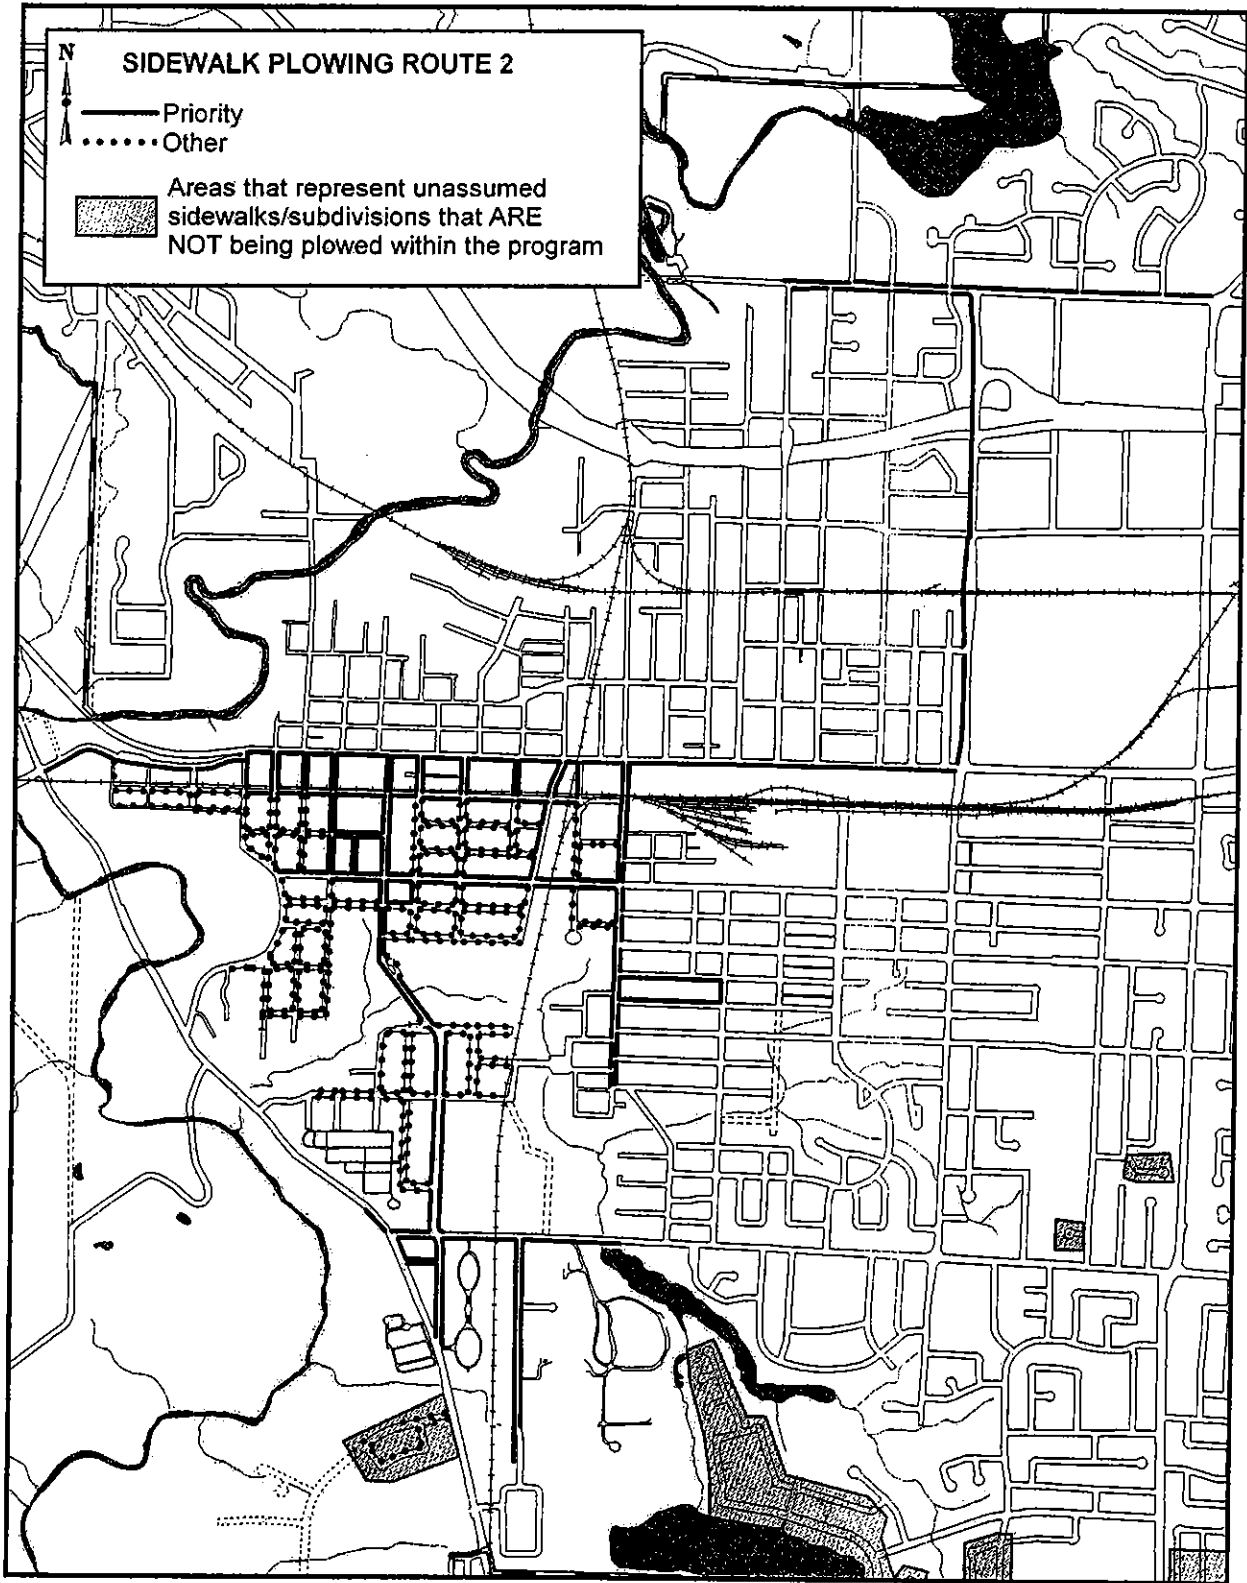 N
SIDEWALK PLOWING ROUTE 2
Priority
Other
Areas that represent unassumed
sidewalks/subdivisions that ARE
NOT being plowed within the program